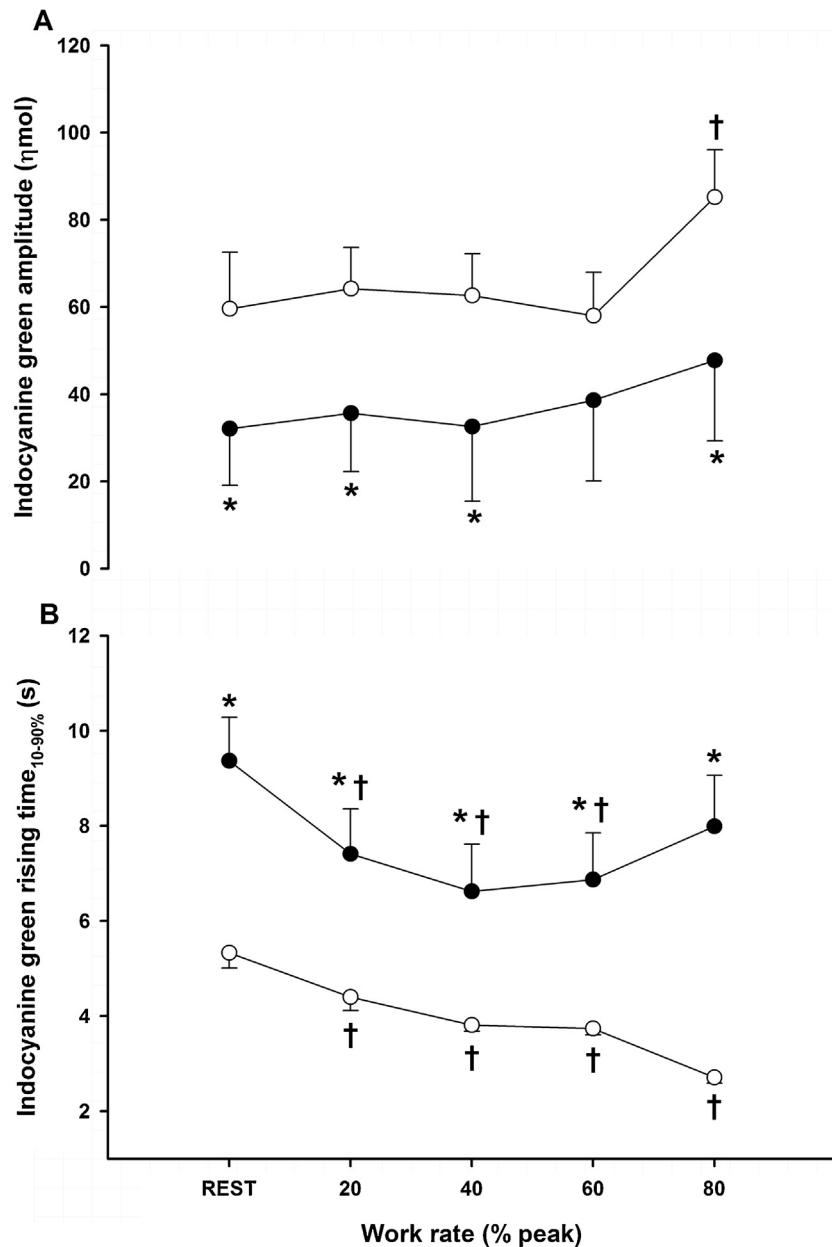 A
120
100
80
60
40
20
0
Indocyanine green amplitude (ηmol)
†
* * * *
B
12
10
8
6
4
2
Indocyanine green rising time10-90% (s)
* *† *† *† *
† † † †
REST 20 40 60 80
Work rate (% peak)